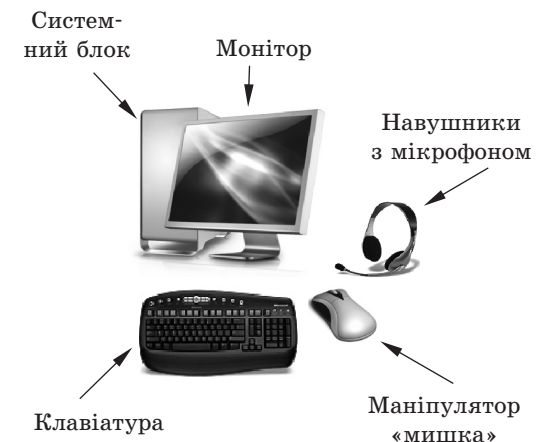 Систем-
ний блок
Монітор
Навушники
з мікрофоном
Клавіатура
Маніпулятор
«мишка»